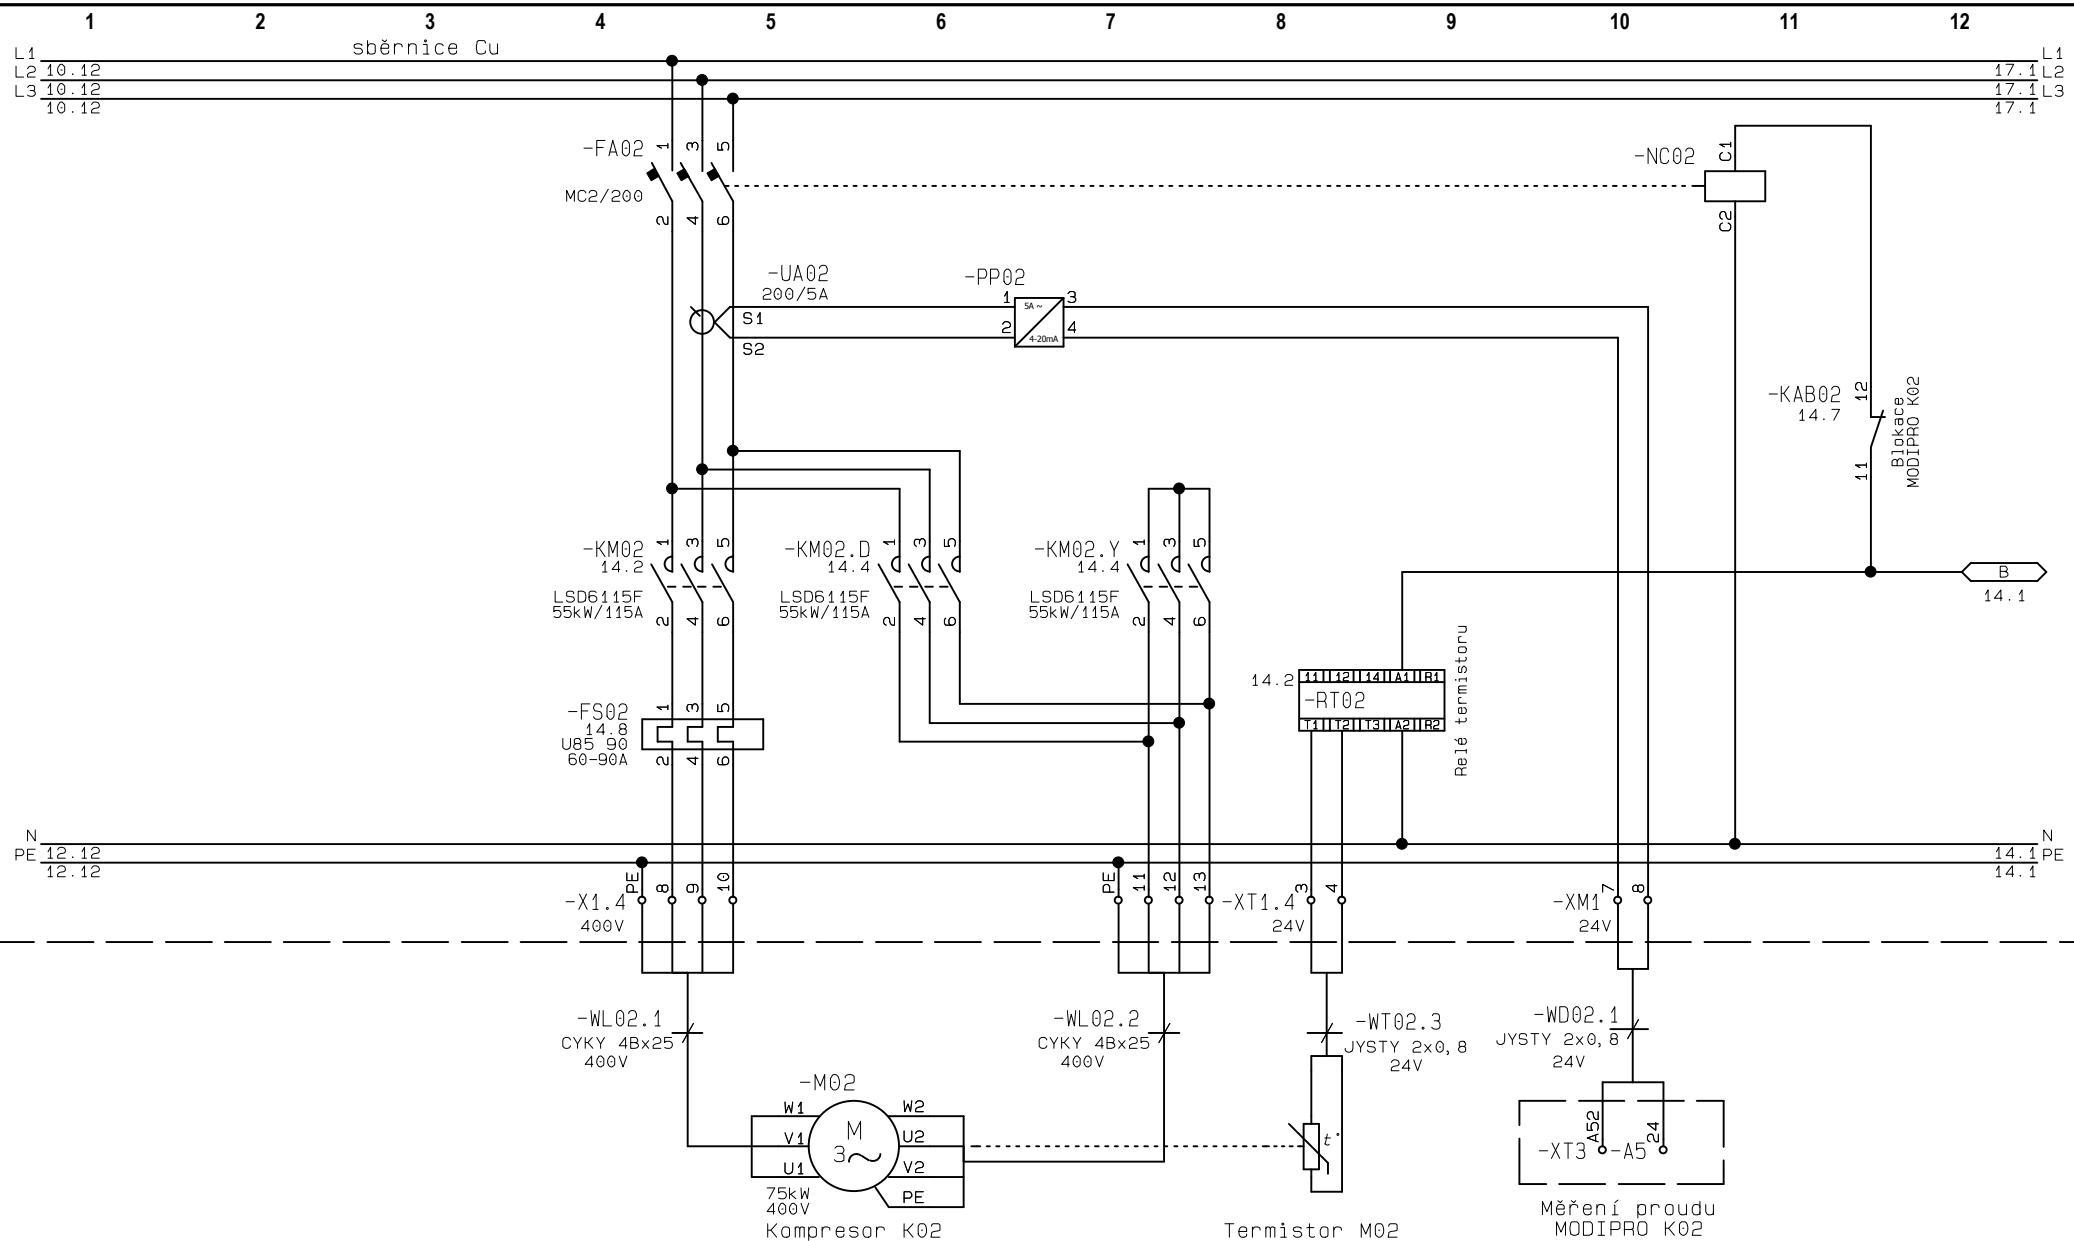 1 2 3 4 5 6 7 8 9 10 11 12
sběrnice Cu
L1 L1
L2 10.12 17.1 L2
L3 10.12 17.1 L3
10.12 17.1
-FA02 1 3 5
MC2/200
2 4 6
-NC02 C1
C2
-UA02
200/5A
S1
S2
-PP02
1 5A ~ 3
2 4-20mA 4
-KAB02 12
14.7
11
Blokace
MODIPRO K02
-KM02 1 3 5
14.2
LSD6115F
55kW/115A 2 4 6
-KM02.D 1 3 5
14.4
LSD6115F
55kW/115A 2 4 6
-KM02.Y 1 3 5
14.4
LSD6115F
55kW/115A 2 4 6
B
14.1
14.2 11 12 14 A1 R1
-RT02
T1 T2 T3 A2 R2
Relé termistoru
-FS02 1 3 5
14.8
U85 90
60-90A 2 4 6
N N
PE 12.12 14.1 PE
12.12 14.1
-X1.4 PE 8 9 10
400V
PE 11 12 13
-XT1.4 3 4
24V
-XM1 7 8
24V
-WL02.1
CYKY 4Bx25
400V
-WL02.2
CYKY 4Bx25
400V
-WT02.3
JYSTY 2x0,8
24V
-WD02.1
JYSTY 2x0,8
24V
-M02
W1 W2
V1 M U2
3
U1 V2
PE
75kW
400V
Kompresor K02
t°
Termistor M02
A52 24
-XT3 -A5
Měření proudu
MODIPRO K02